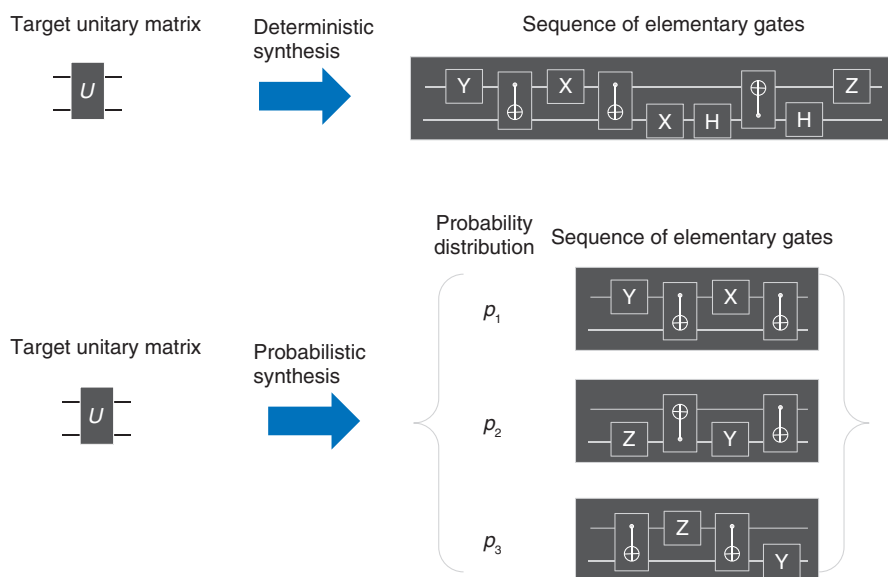 Target unitary matrix
Deterministic
synthesis
Sequence of elementary gates
U
Y X X H H Z
Probability
distribution
Sequence of elementary gates
p1
Y X
Target unitary matrix
Probabilistic
synthesis
U
p2
Z Y
p3
Z Y